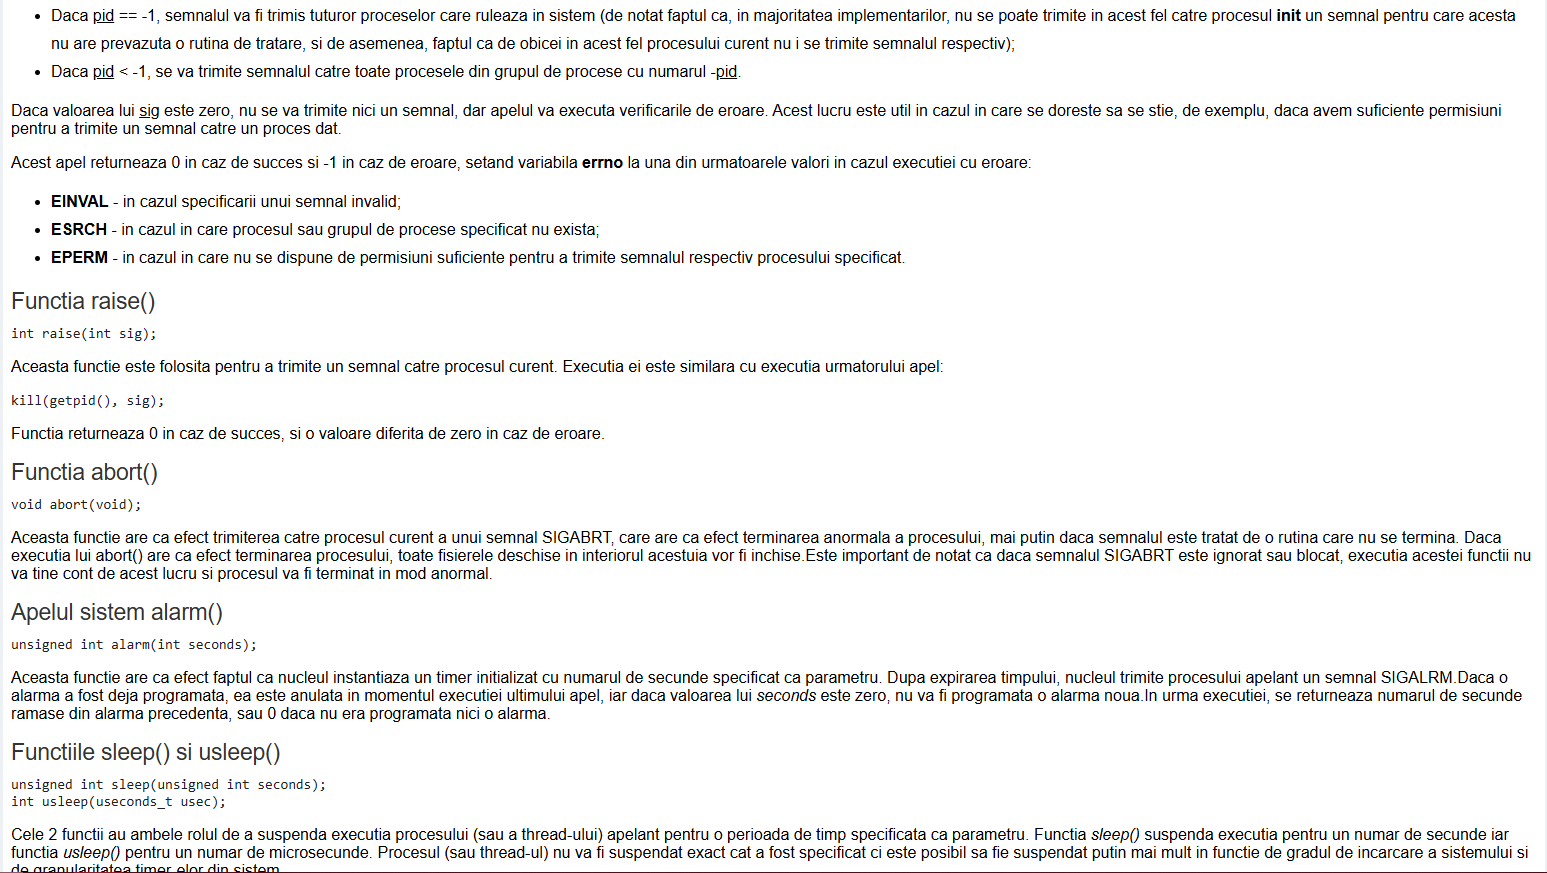 Daca pid == -1, semnalul va fi trimis tuturor proceselor care ruleaza in sistem (de notat faptul ca, in majoritatea implementarilor, nu se poate trimite in acest fel catre procesul init un semnal pentru care acesta
nu are prevazuta o rutina de tratare, si de asemenea, faptul ca de obicei in acest fel procesului curent nu i se trimite semnalul respectiv);
Daca pid < -1, se va trimite semnalul catre toate procesele din grupul de procese cu numarul -pid.
Daca valoarea lui sig este zero, nu se va trimite nici un semnal, dar apelul va executa verificarile de eroare. Acest lucru este util in cazul in care se doreste sa se stie, de exemplu, daca avem suficiente permisiuni
pentru a trimite un semnal catre un proces dat.
Acest apel returneaza 0 in caz de succes si -1 in caz de eroare, setand variabila errno la una din urmatoarele valori in cazul executiei cu eroare:
EINVAL - in cazul specificarii unui semnal invalid;
ESRCH - in cazul in care procesul sau grupul de procese specificat nu exista;
EPERM - in cazul in care nu se dispune de permisiuni suficiente pentru a trimite semnalul respectiv procesului specificat.
Functia raise()
int raise(int sig);
Aceasta functie este folosita pentru a trimite un semnal catre procesul curent. Executia ei este similara cu executia urmatorului apel:
kill(getpid(), sig);
Functia returneaza 0 in caz de succes, si o valoare diferita de zero in caz de eroare.
Functia abort()
void abort(void);
Aceasta functie are ca efect trimiterea catre procesul curent a unui semnal SIGABRT, care are ca efect terminarea anormala a procesului, mai putin daca semnalul este tratat de o rutina care nu se termina. Daca
executia lui abort() are ca efect terminarea procesului, toate fisierele deschise in interiorul acestuia vor fi inchise.Este important de notat ca daca semnalul SIGABRT este ignorat sau blocat, executia acestei functii nu
va tine cont de acest lucru si procesul va fi terminat in mod anormal.
Apelul sistem alarm()
unsigned int alarm(int seconds);
Aceasta functie are ca efect faptul ca nucleul instantiaza un timer initializat cu numarul de secunde specificat ca parametru. Dupa expirarea timpului, nucleul trimite procesului apelant un semnal SIGALRM.Daca o
alarma a fost deja programata, ea este anulata in momentul executiei ultimului apel, iar daca valoarea lui seconds este zero, nu va fi programata o alarma noua.In urma executiei, se returneaza numarul de secunde
ramase din alarma precedenta, sau 0 daca nu era programata nici o alarma.
Functiile sleep() si usleep()
unsigned int sleep(unsigned int seconds);
int usleep(useconds_t usec);
Cele 2 functii au ambele rolul de a suspenda executia procesului (sau a thread-ului) apelant pentru o perioada de timp specificata ca parametru. Functia sleep() suspenda executia pentru un numar de secunde iar
functia usleep() pentru un numar de microsecunde. Procesul (sau thread-ul) nu va fi suspendat exact cat a fost specificat ci este posibil sa fie suspendat putin mai mult in functie de gradul de incarcare a sistemului si
de granularitatea timer elor din sistem